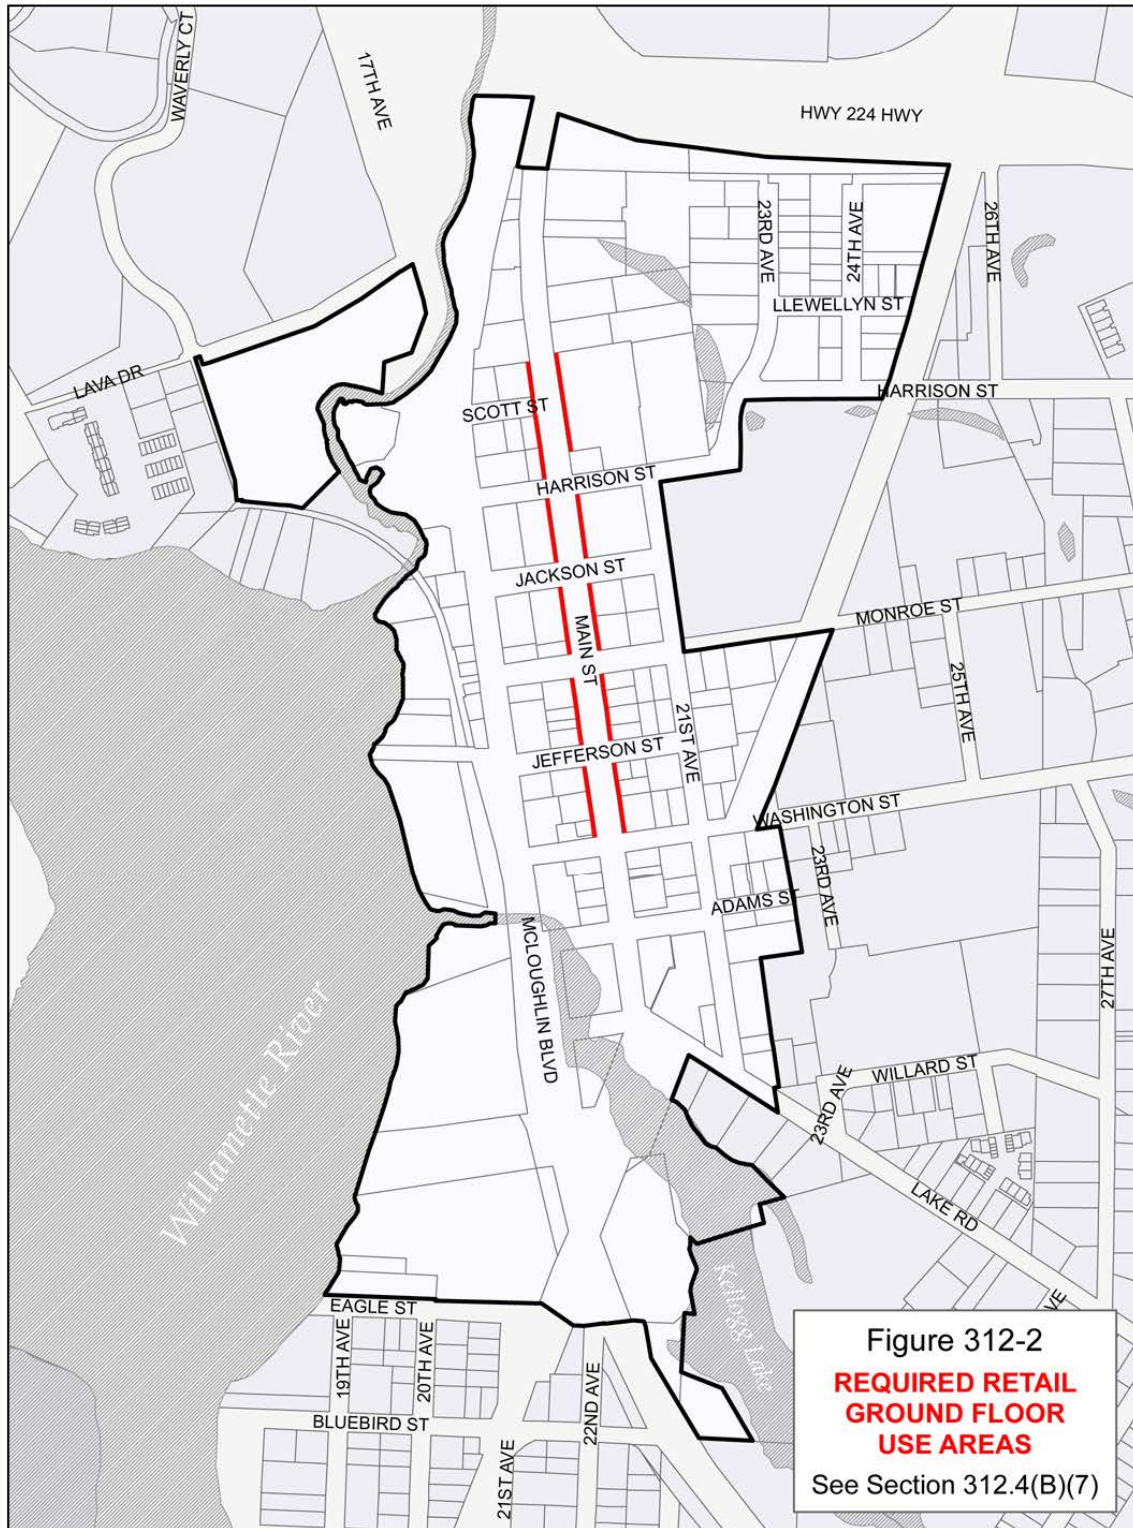 WAVERLY CT
17TH AVE
HWY 224 HWY
23RD AVE
24TH AVE
26TH AVE
LLEWELLYN ST
LAVA DR
HARRISON ST
SCOTT ST
HARRISON ST
JACKSON ST
MONROE ST
MAIN ST
25TH AVE
21ST AVE
JEFFERSON ST
WASHINGTON ST
23RD AVE
ADAMS ST
MCLOUGHLIN BLVD
27TH AVE
Willamette River
WILLARD ST
23RD AVE
LAKE RD
Kellogg Lake
AVE
EAGLE ST
19TH AVE
20TH AVE
22ND AVE
BLUEBIRD ST
21ST AVE
Figure 312-2
REQUIRED RETAIL
GROUND FLOOR
USE AREAS
See Section 312.4(B)(7)